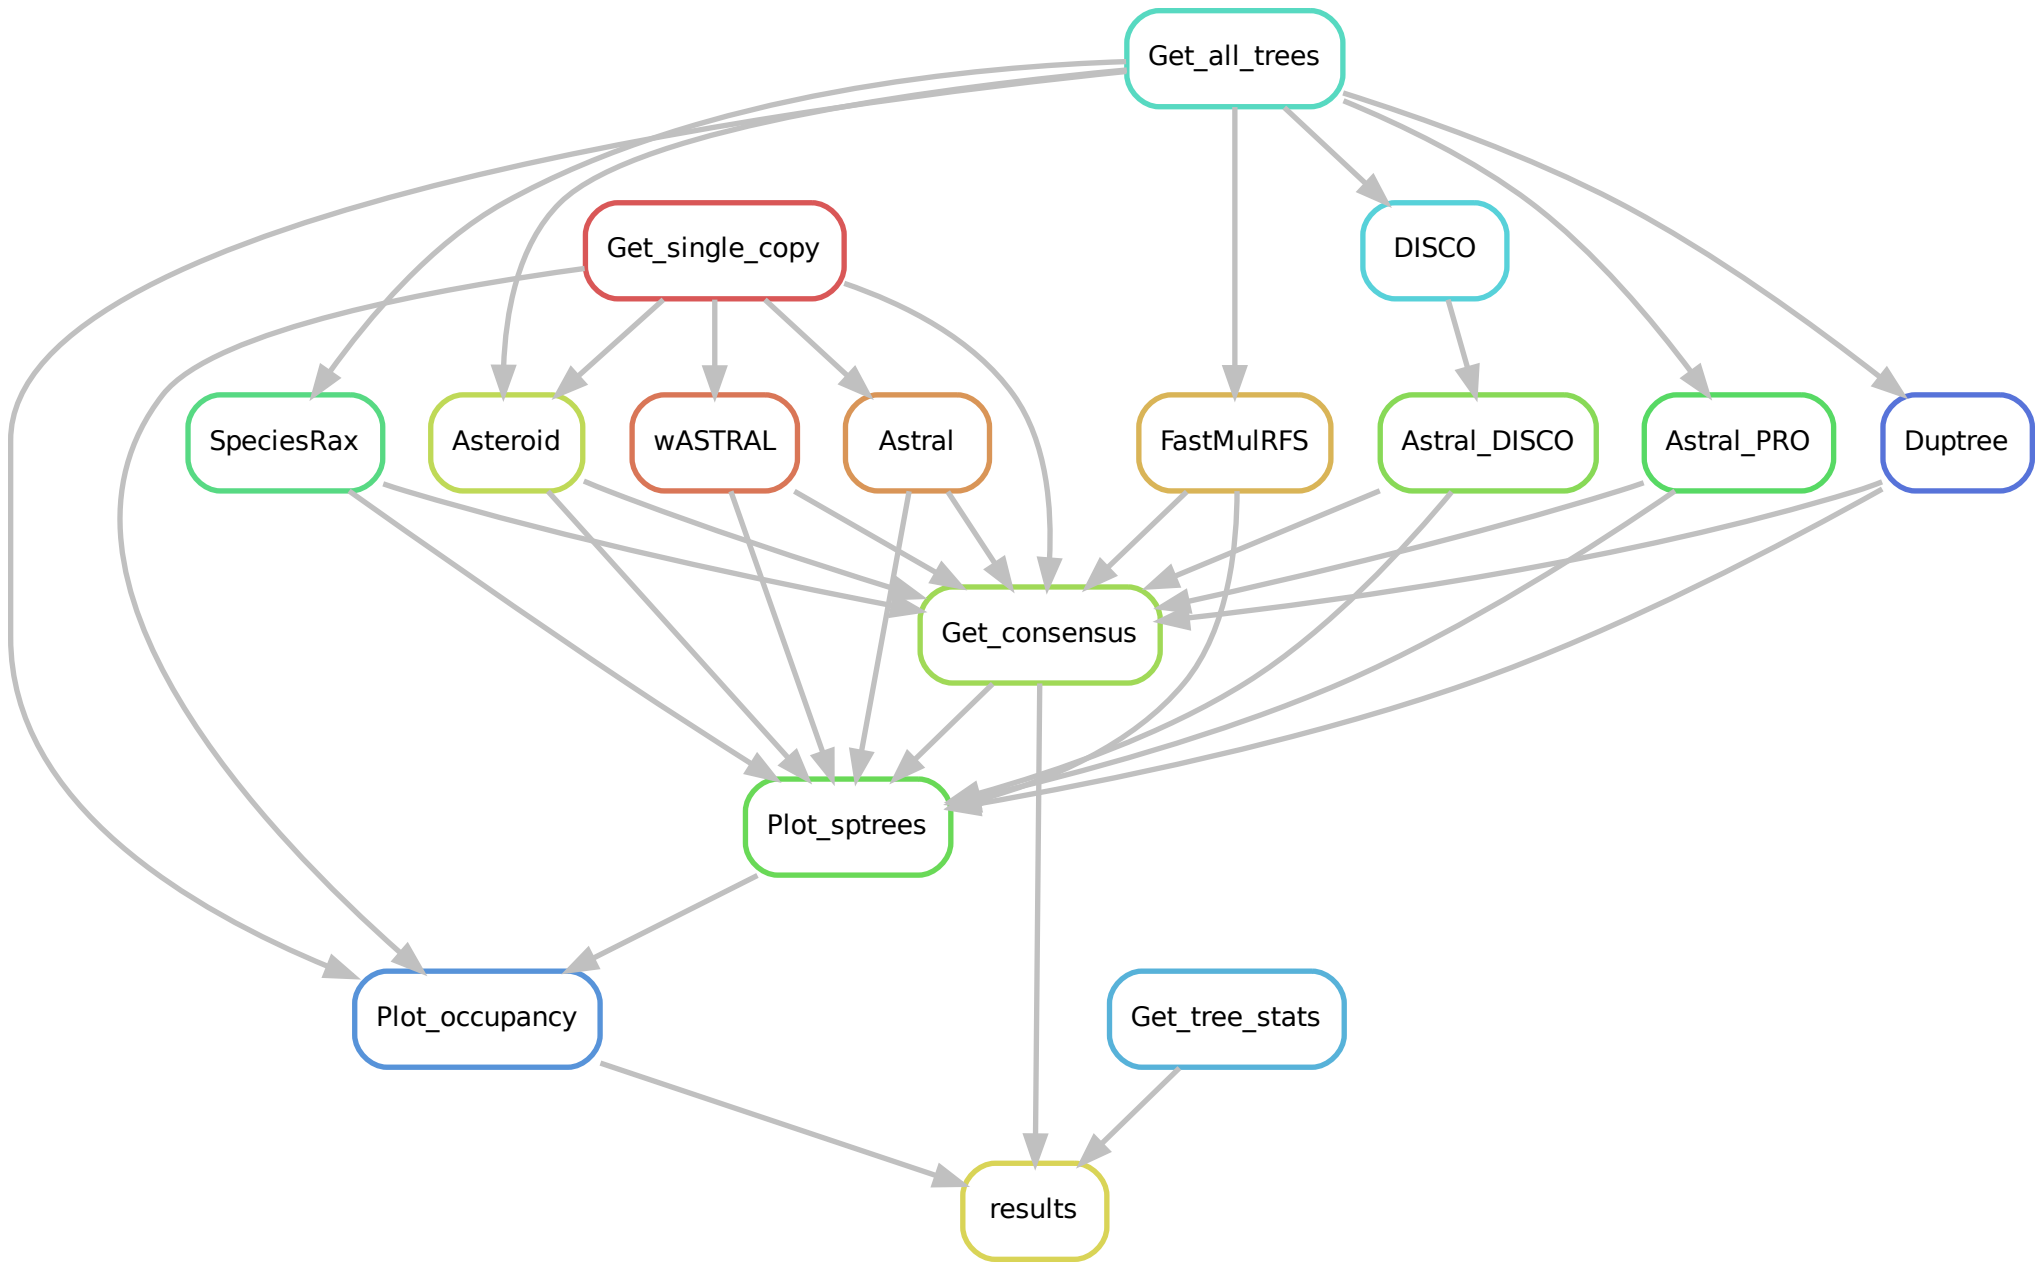 Get_all_trees
Get_single_copy
DISCO
SpeciesRax
Asteroid
wASTRAL
Astral
FastMulRFS
Astral_DISCO
Astral_PRO
Duptree
Get_consensus
Plot_sptrees
Plot_occupancy
Get_tree_stats
results